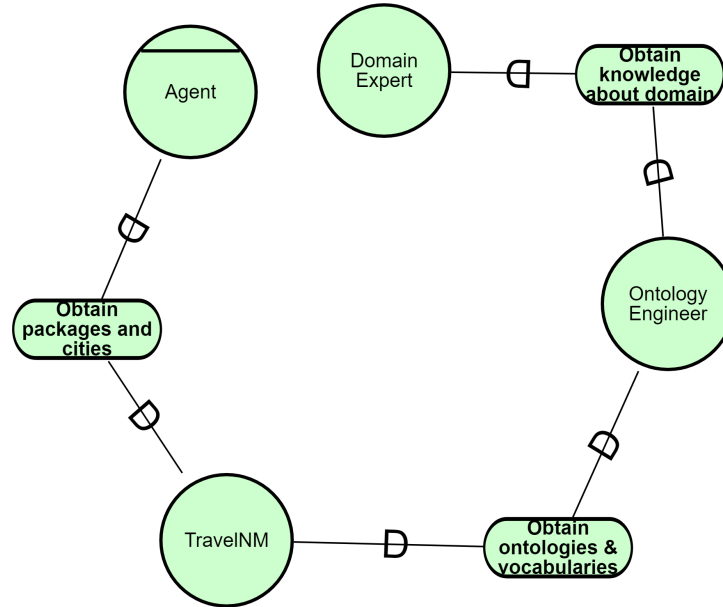 Agent
Domain
Expert
Obtain
knowledge
about domain
Obtain
packages and
cities
Ontology
Engineer
TravelNM
Obtain
ontologies &
vocabularies